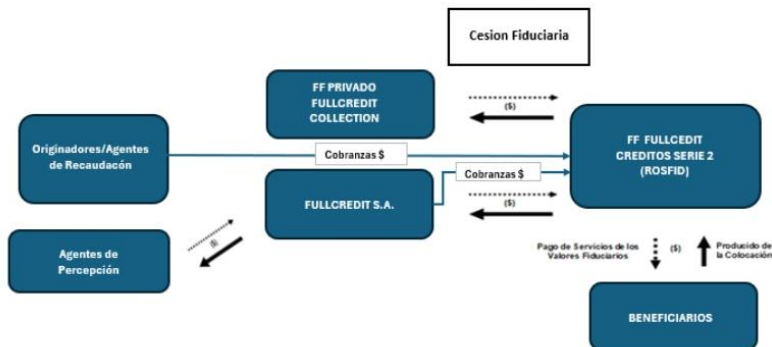 Cesion Fiduciaria
FF PRIVADO
FULLCREDIT
COLLECTION
($)
Originadores/Agentes
de Recaudacón
Cobranzas $
FF FULLCEDIT
CREDITOS SERIE 2
(ROSFID)
Cobranzas $
FULLCREDIT S.A.
($)
Agentes de
Percepción
($)
Pago de Servicios de los
Valores Fiduciarios
($)
Producido de
la Colocación
BENEFICIARIOS